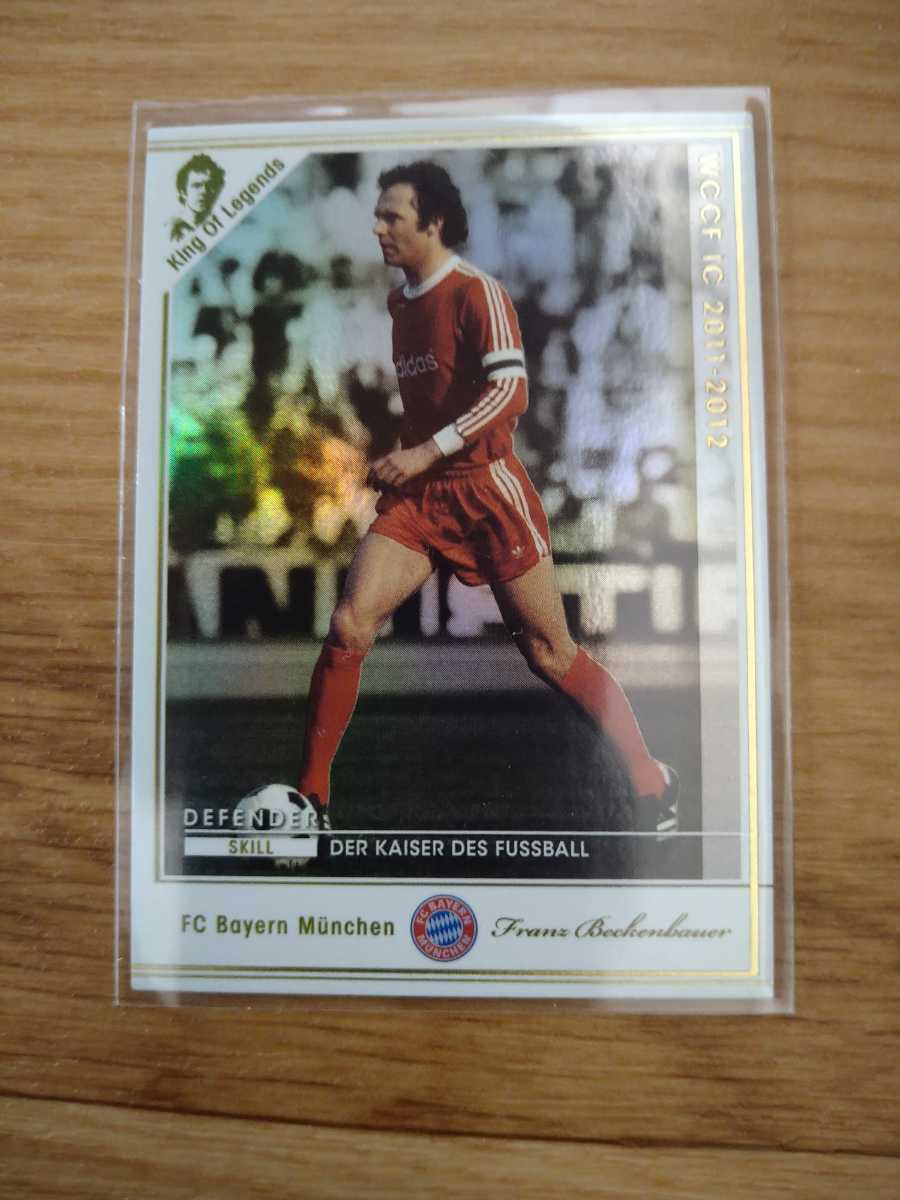 King Of Legends
WCCF IC 2011-2012
adidas
DEFENDER
SKILL
DER KAISER DES FUSSBALL
FC Bayern München
FC BAYERN
MÜNCHEN
Franz Beckenbauer